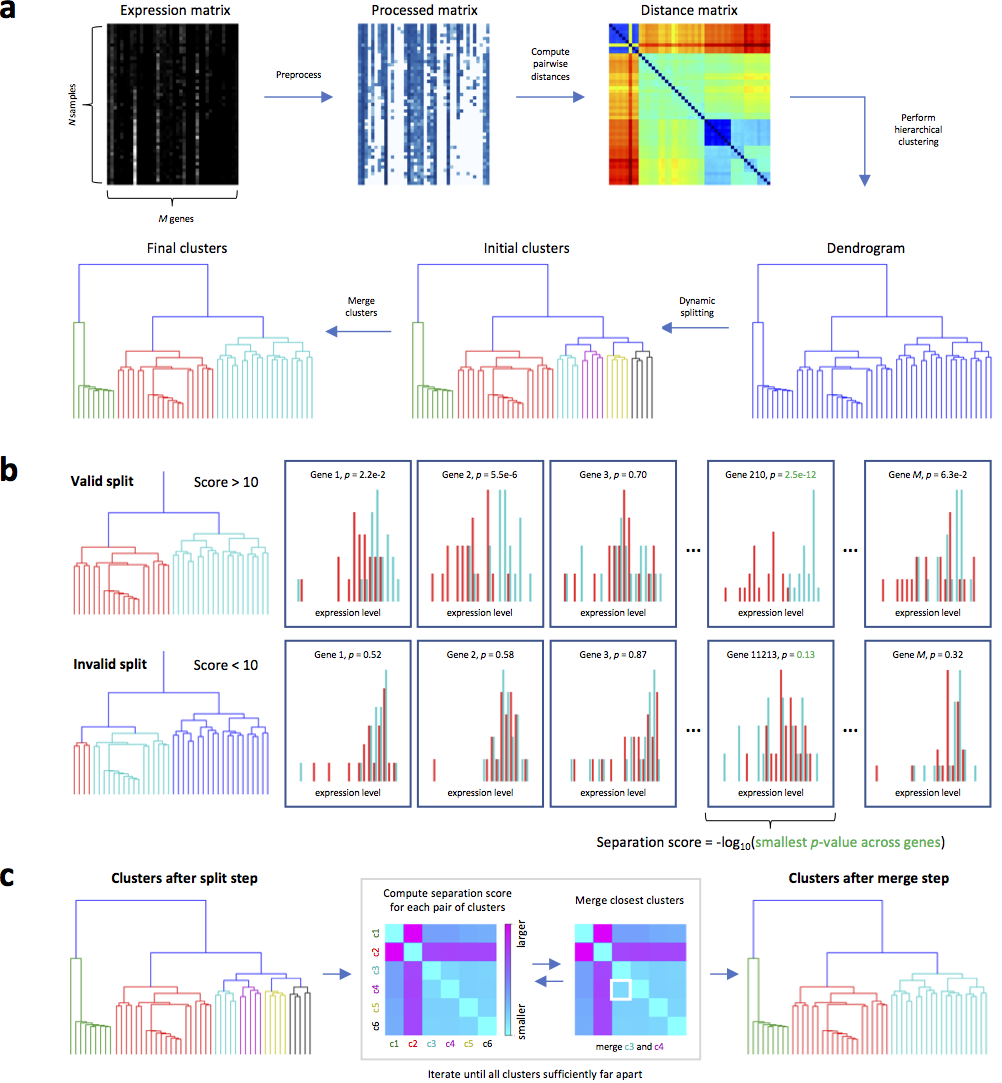 a
Expression matrix
Processed matrix
Distance matrix
N samples
M genes
Preprocess
Compute
pairwise
distances
Perform
hierarchical
clustering
Final clusters
Initial clusters
Dendrogram
Merge
clusters
Dynamic
splitting
b
Valid split
Score > 10
Gene 1, p = 2.2e-2
expression level
Gene 2, p = 5.5e-6
expression level
Gene 3, p = 0.70
expression level
...
Gene 210, p = 2.5e-12
expression level
...
Gene M, p = 6.3e-2
expression level
Invalid split
Score < 10
Gene 1, p = 0.52
expression level
Gene 2, p = 0.58
expression level
Gene 3, p = 0.87
expression level
...
Gene 11213, p = 0.13
expression level
...
Gene M, p = 0.32
expression level
Separation score = -log10(smallest p-value across genes)
c
Clusters after split step
Compute separation score
for each pair of clusters
c1
c2
c3
c4
c5
c6
c1 c2 c3 c4 c5 c6
larger
smaller
Merge closest clusters
merge c3 and c4
Iterate until all clusters sufficiently far apart
Clusters after merge step